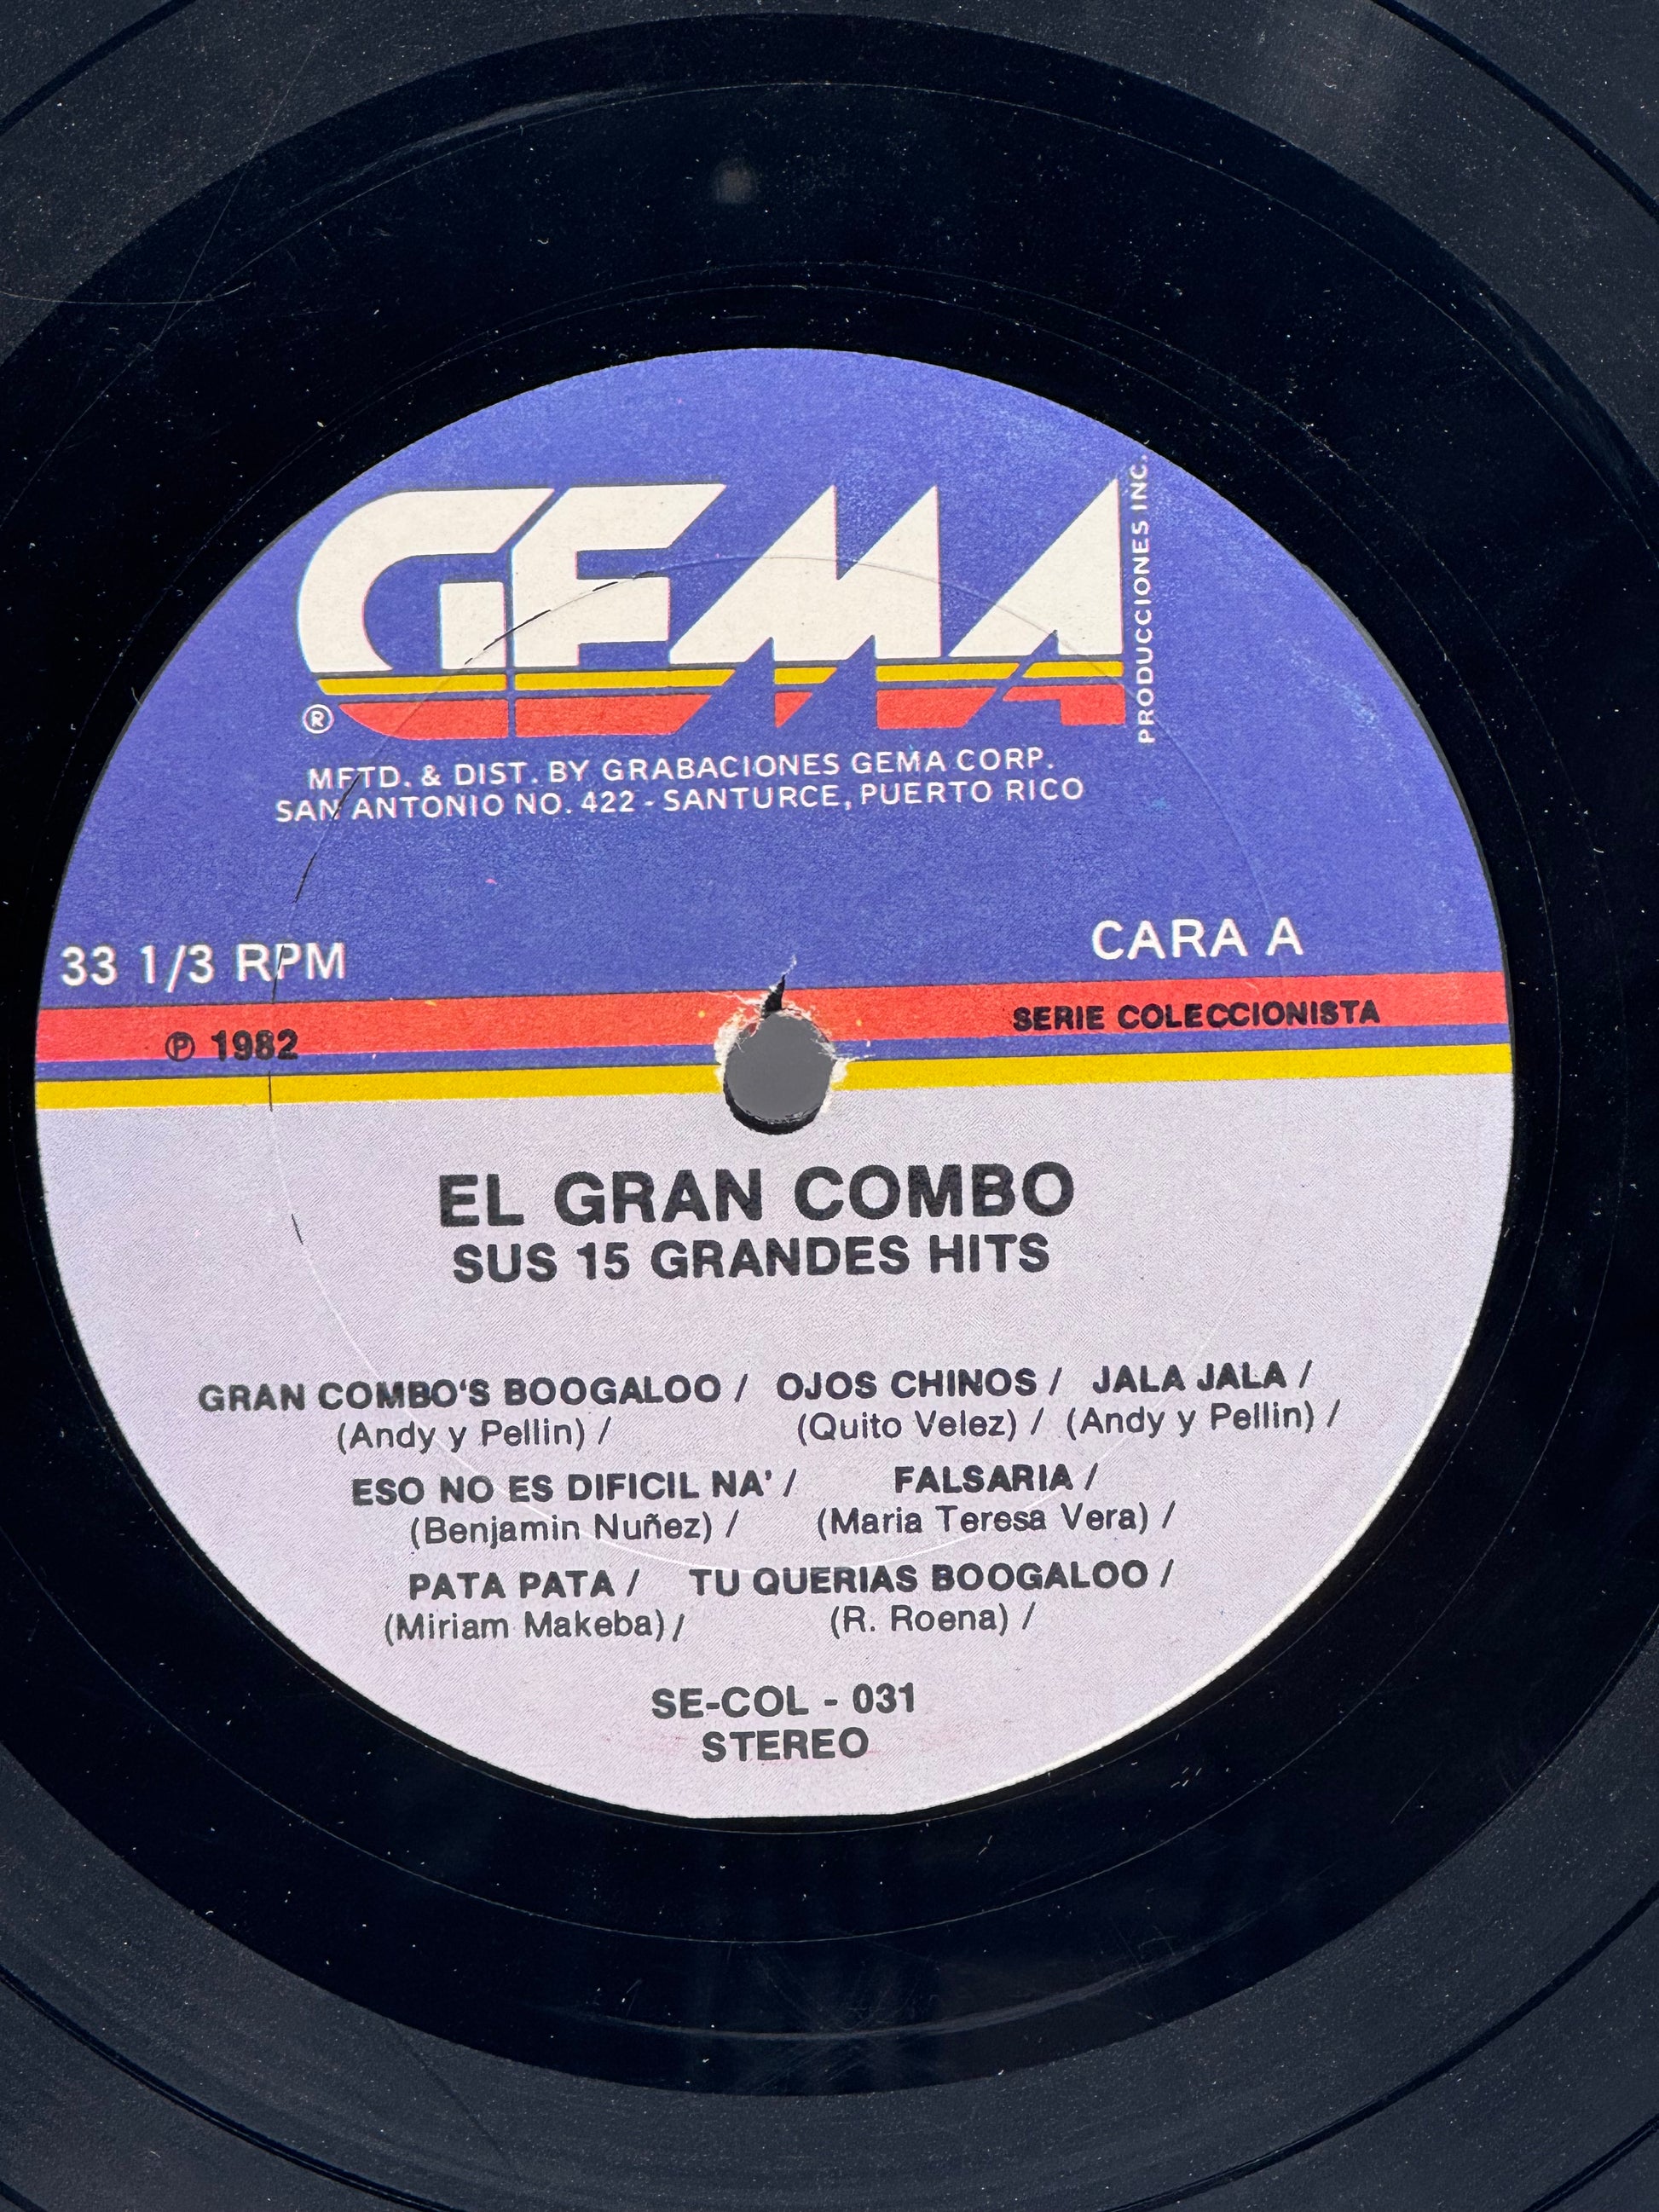 GEMA
PRODUCCIONES INC.
®
MFTD. & DIST. BY GRABACIONES GEMA CORP.
SAN ANTONIO NO. 422 - SANTURCE, PUERTO RICO
33 1/3 RPM
CARA A
SERIE COLECCIONISTA
℗ 1982
EL GRAN COMBO
SUS 15 GRANDES HITS
GRAN COMBO'S BOOGALOO / OJOS CHINOS / JALA JALA /
(Andy y Pellin) / (Quito Velez) / (Andy y Pellin) /
ESO NO ES DIFICIL NA' / FALSARIA /
(Benjamin Nuñez) / (Maria Teresa Vera) /
PATA PATA / TU QUERIAS BOOGALOO /
(Miriam Makeba) / (R. Roena) /
SE-COL - 031
STEREO